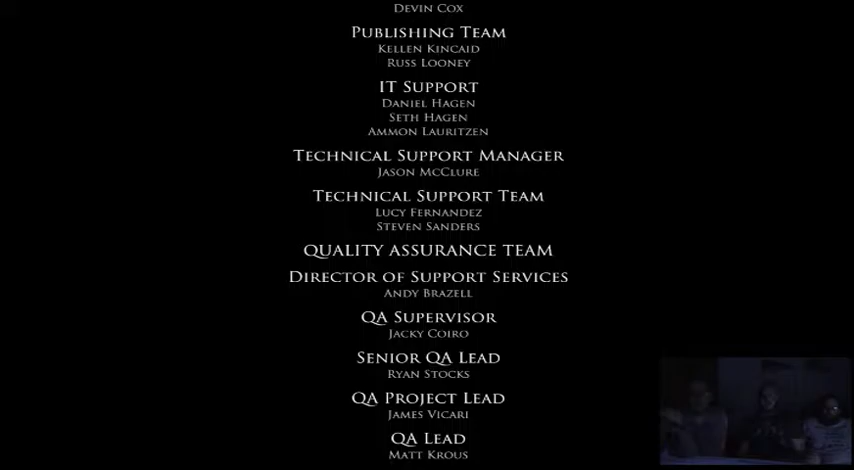 Devin Cox
Publishing Team
Kellen Kincaid
Russ Looney
IT Support
Daniel Hagen
Seth Hagen
Ammon Lauritzen
Technical Support Manager
Jason McClure
Technical Support Team
Lucy Fernandez
Steven Sanders
QUALITY ASSURANCE TEAM
Director of Support Services
Andy Brazell
QA Supervisor
Jacky Coiro
Senior QA Lead
Ryan Stocks
QA Project Lead
James Vicari
QA Lead
Matt Krous